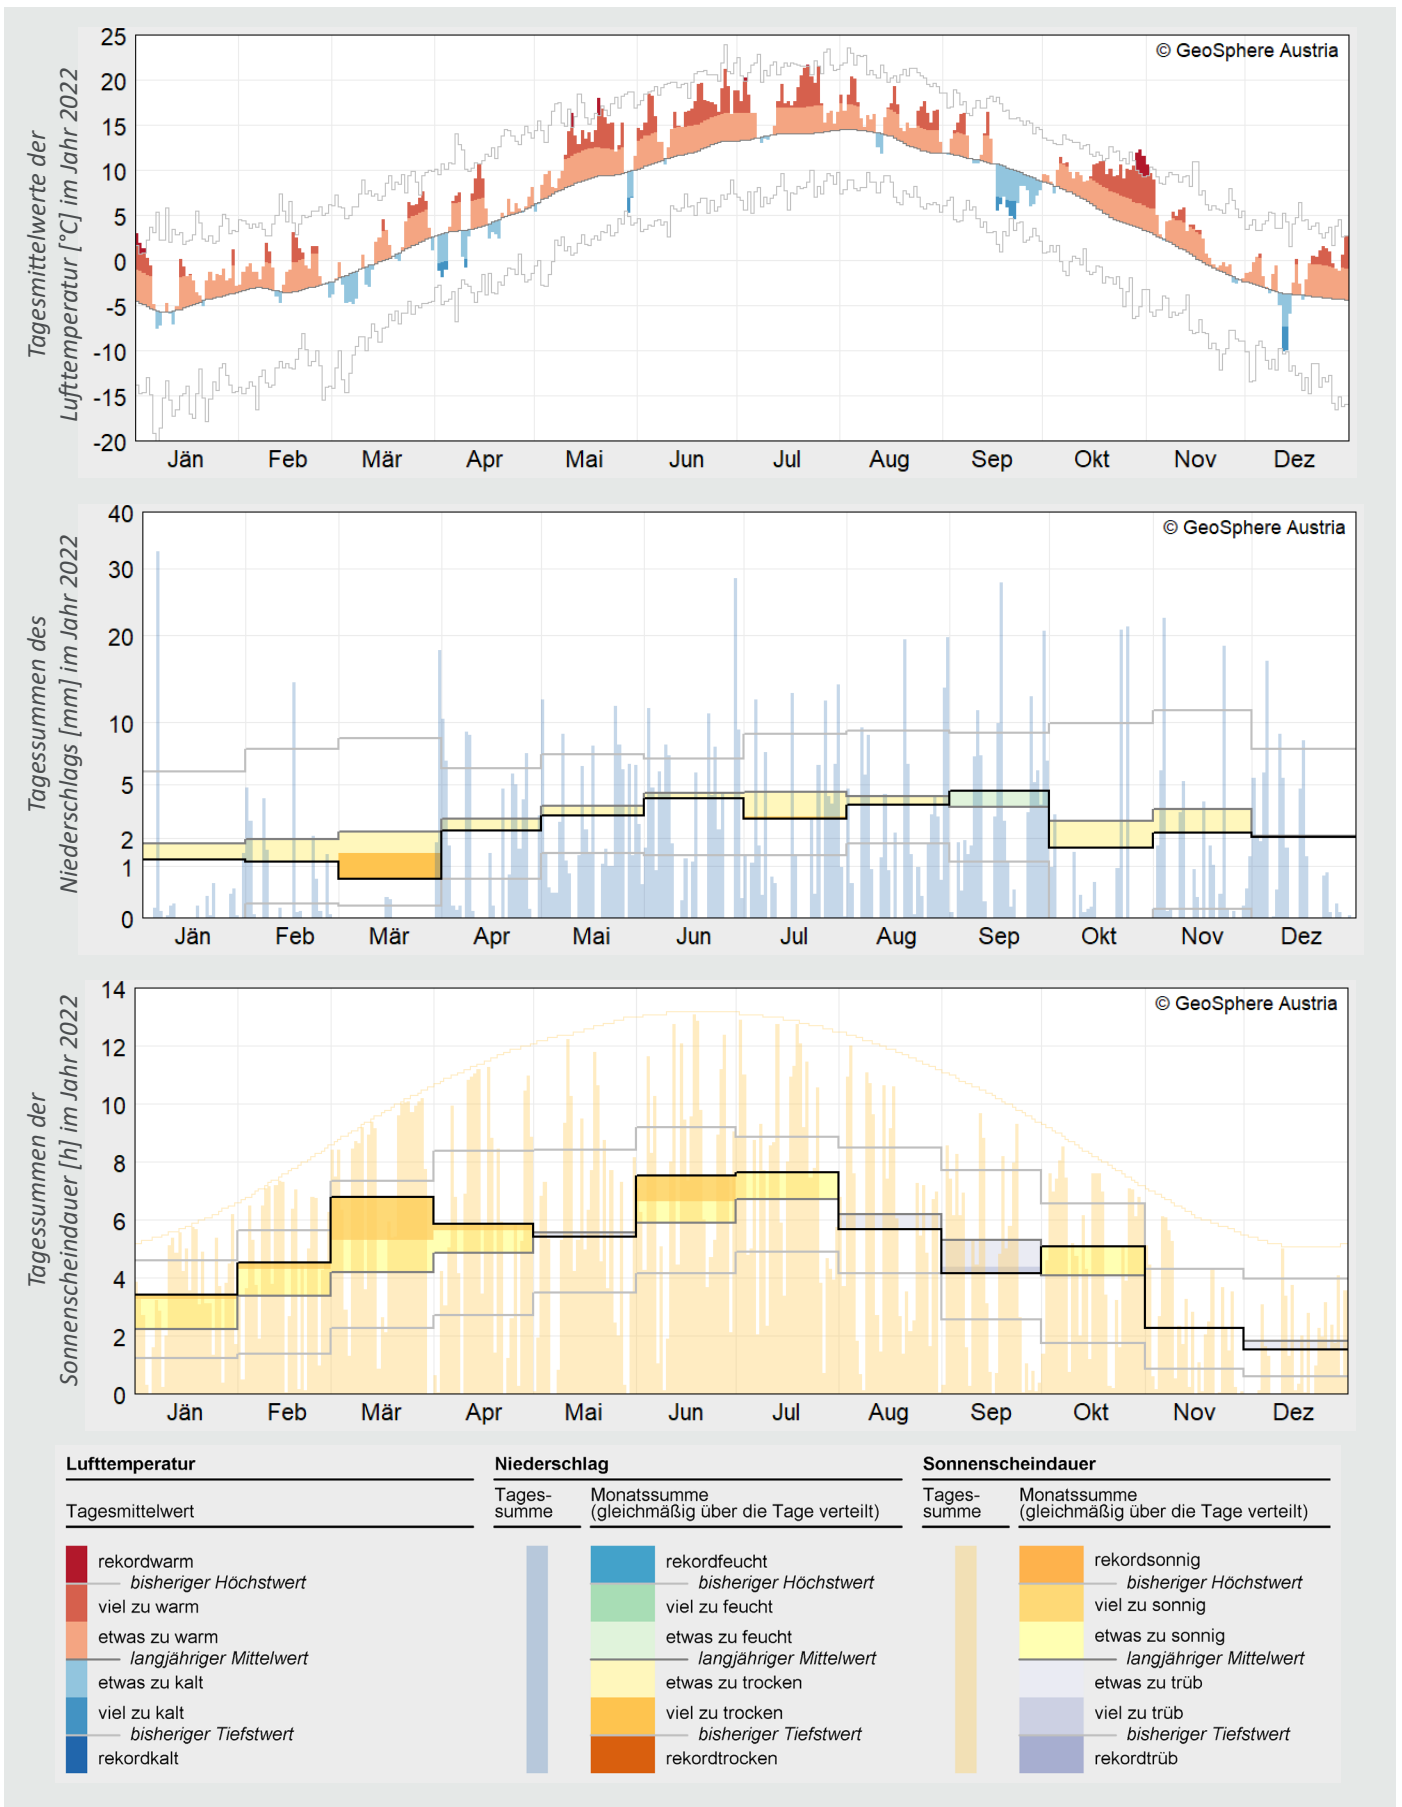 Tagesmittelwerte der
Lufttemperatur [°C] im Jahr 2022
25
20
15
10
5
0
-5
-10
-15
-20
© GeoSphere Austria
Jän Feb Mär Apr Mai Jun Jul Aug Sep Okt Nov Dez
Tagessummen des
Niederschlags [mm] im Jahr 2022
40
30
20
10
5
2
1
0
© GeoSphere Austria
Jän Feb Mär Apr Mai Jun Jul Aug Sep Okt Nov Dez
Tagessummen der
Sonnenscheindauer [h] im Jahr 2022
14
12
10
8
6
4
2
0
© GeoSphere Austria
Jän Feb Mär Apr Mai Jun Jul Aug Sep Okt Nov Dez
Lufttemperatur
Tagesmittelwert
rekordwarm
bisheriger Höchstwert
viel zu warm
etwas zu warm
langjähriger Mittelwert
etwas zu kalt
viel zu kalt
bisheriger Tiefstwert
rekordkalt
Niederschlag
Tages-
summe
Monatssumme
(gleichmäßig über die Tage verteilt)
rekordfeucht
bisheriger Höchstwert
viel zu feucht
etwas zu feucht
langjähriger Mittelwert
etwas zu trocken
viel zu trocken
bisheriger Tiefstwert
rekordtrocken
Sonnenscheindauer
Tages-
summe
Monatssumme
(gleichmäßig über die Tage verteilt)
rekordsonnig
bisheriger Höchstwert
viel zu sonnig
etwas zu sonnig
langjähriger Mittelwert
etwas zu trüb
viel zu trüb
bisheriger Tiefstwert
rekordtrüb